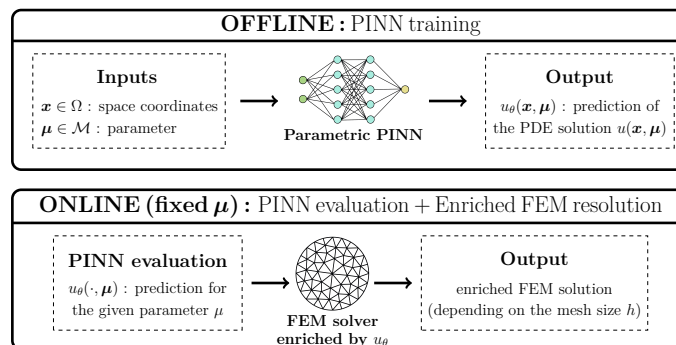 OFFLINE : PINN training
Inputs
𝒙 ∈ Ω : space coordinates
𝝁 ∈ ℳ : parameter
Parametric PINN
Output
u_θ(𝒙, 𝝁) : prediction of
the PDE solution u(𝒙, 𝝁)
ONLINE (fixed 𝝁) : PINN evaluation + Enriched FEM resolution
PINN evaluation
u_θ(·, 𝝁) : prediction for
the given parameter μ
FEM solver
enriched by u_θ
Output
enriched FEM solution
(depending on the mesh size h)